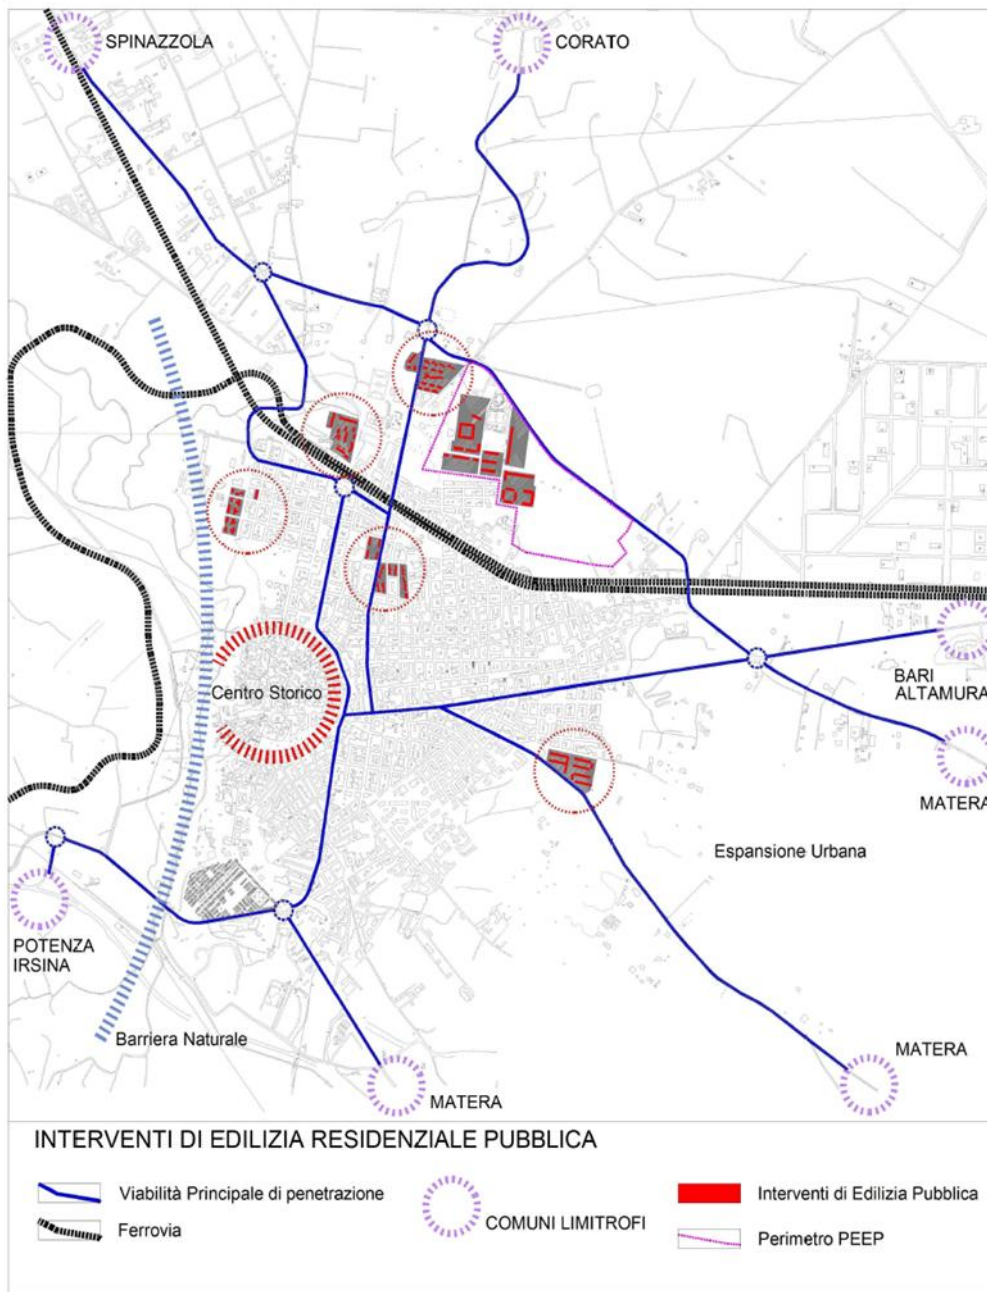 SPINAZZOLA
CORATO
Centro Storico
BARI
ALTAMURA
MATERA
Espansione Urbana
POTENZA
IRSINA
Barriera Naturale
MATERA
MATERA
INTERVENTI DI EDILIZIA RESIDENZIALE PUBBLICA
Viabilità Principale di penetrazione
Ferrovia
COMUNI LIMITROFI
Interventi di Edilizia Pubblica
Perimetro PEEP